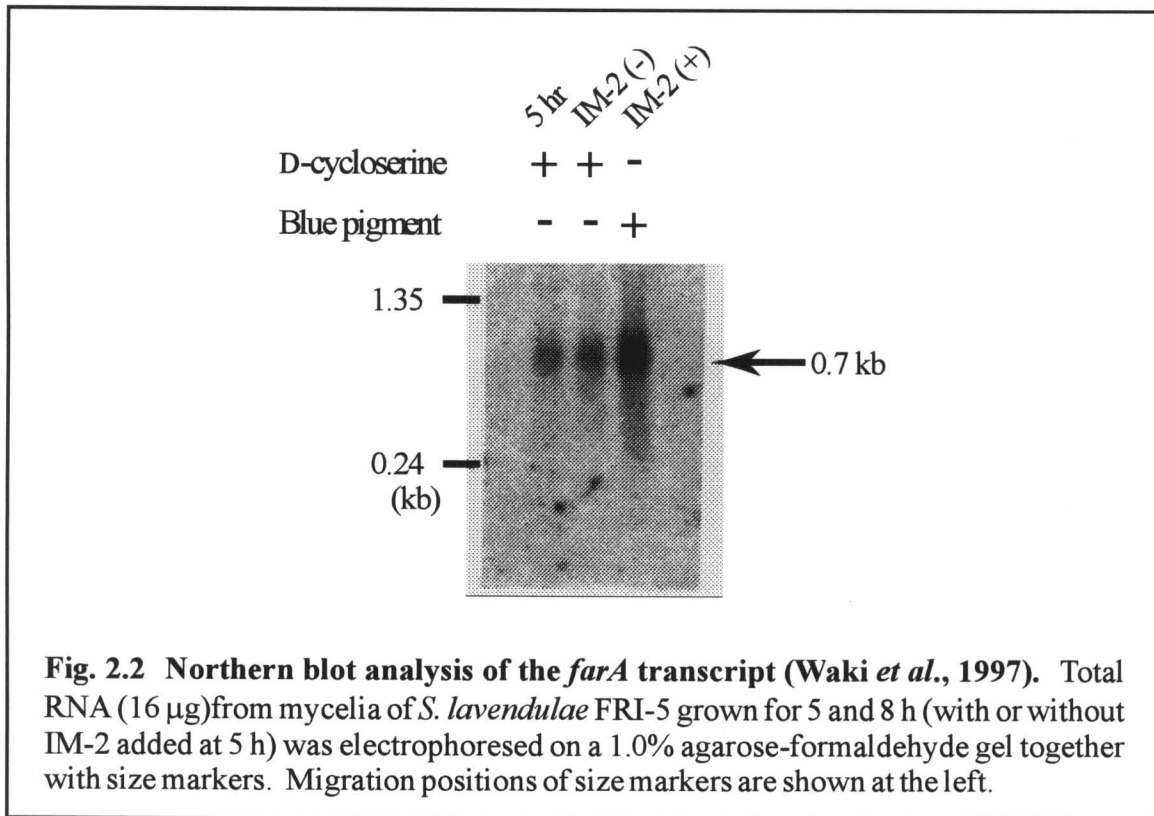 5 hr IM-2 (-) IM-2 (+)
D-cycloserine + + -
Blue pigment - - +
1.35
0.7 kb
0.24
(kb)
Fig. 2.2 Northern blot analysis of the farA transcript (Waki et al., 1997). Total
RNA (16 μg)from mycelia of S. lavendulae FRI-5 grown for 5 and 8 h (with or without
IM-2 added at 5 h) was electrophoresed on a 1.0% agarose-formaldehyde gel together
with size markers. Migration positions of size markers are shown at the left.